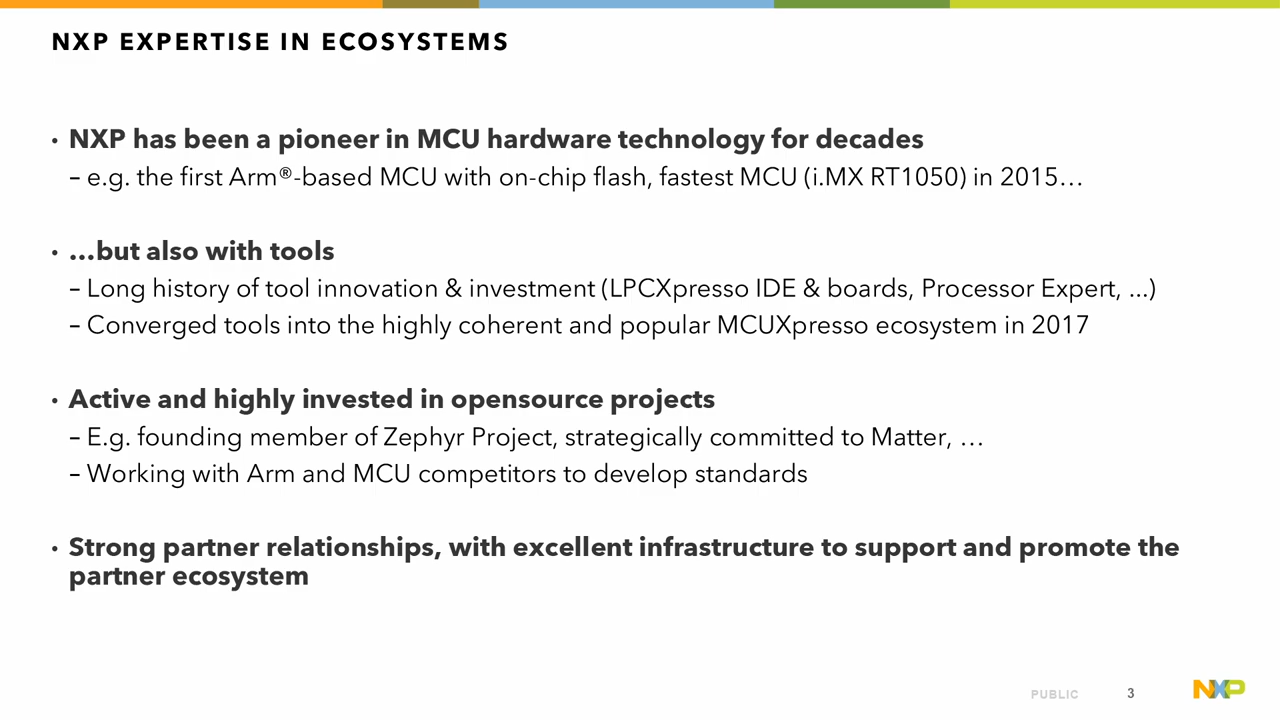 NXP EXPERTISE IN ECOSYSTEMS
• NXP has been a pioneer in MCU hardware technology for decades
– e.g. the first Arm®-based MCU with on-chip flash, fastest MCU (i.MX RT1050) in 2015…
• …but also with tools
– Long history of tool innovation & investment (LPCXpresso IDE & boards, Processor Expert, ...)
– Converged tools into the highly coherent and popular MCUXpresso ecosystem in 2017
• Active and highly invested in opensource projects
– E.g. founding member of Zephyr Project, strategically committed to Matter, …
– Working with Arm and MCU competitors to develop standards
• Strong partner relationships, with excellent infrastructure to support and promote the
partner ecosystem
PUBLIC 3 NXP